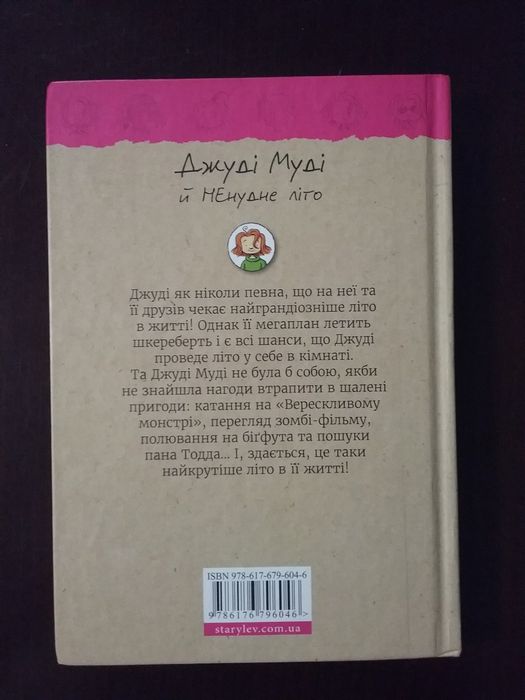 Джуді Муді
й НЕнудне літо
Джуді як ніколи певна, що на неї та
її друзів чекає найграндіозніше літо
в житті! Однак її мегаплан летить
шкереберть і є всі шанси, що Джуді
проведе літо у себе в кімнаті.
Та Джуді Муді не була б собою, якби
не знайшла нагоди втрапити в шалені
пригоди: катання на «Верескливому
монстрі», перегляд зомбі-фільму,
полювання на біґфута та пошуки
пана Тодда... І, здається, це таки
найкрутіше літо в її житті!
ISBN 978-617-679-604-6
9 786176 796046 >
starylev.com.ua